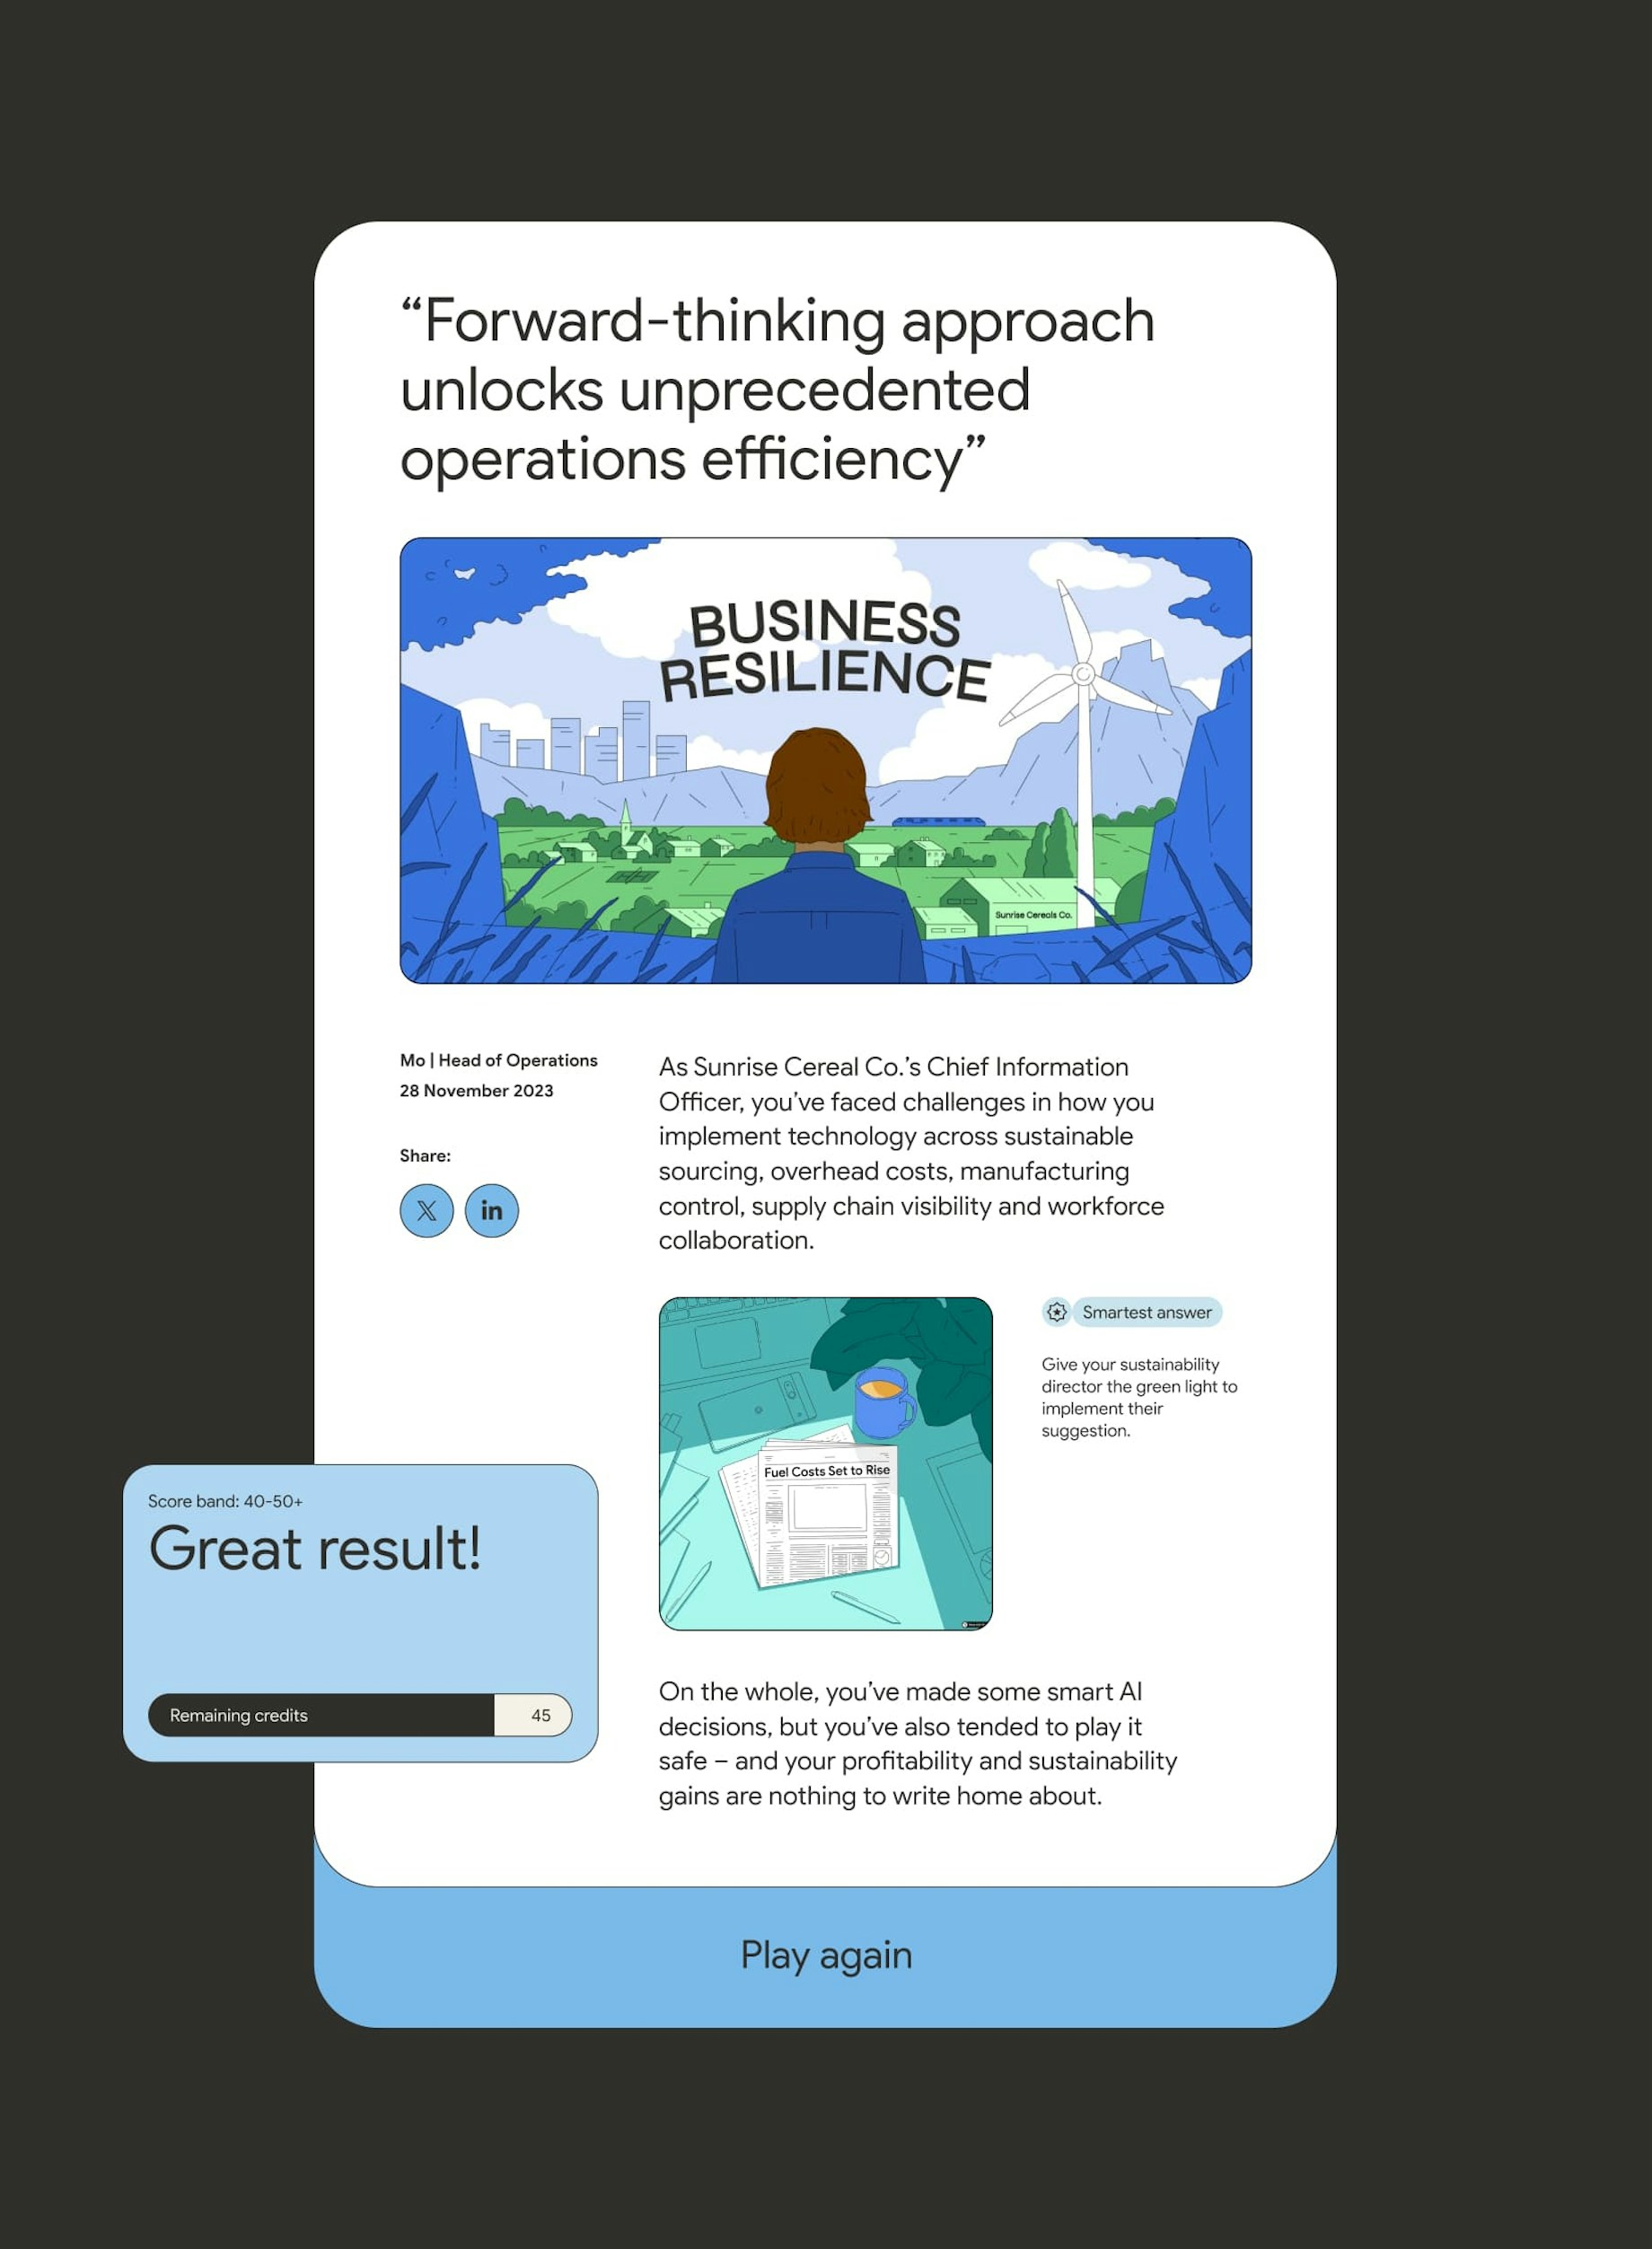 “Forward-thinking approach
unlocks unprecedented
operations efficiency”
BUSINESS
RESILIENCE
Sunrise Cereals Co.
Mo | Head of Operations
28 November 2023
Share:
X
in
As Sunrise Cereal Co.’s Chief Information
Officer, you’ve faced challenges in how you
implement technology across sustainable
sourcing, overhead costs, manufacturing
control, supply chain visibility and workforce
collaboration.
Smartest answer
Give your sustainability
director the green light to
implement their
suggestion.
Fuel Costs Set to Rise
Score band: 40-50+
Great result!
Remaining credits
45
On the whole, you’ve made some smart AI
decisions, but you’ve also tended to play it
safe – and your profitability and sustainability
gains are nothing to write home about.
Play again